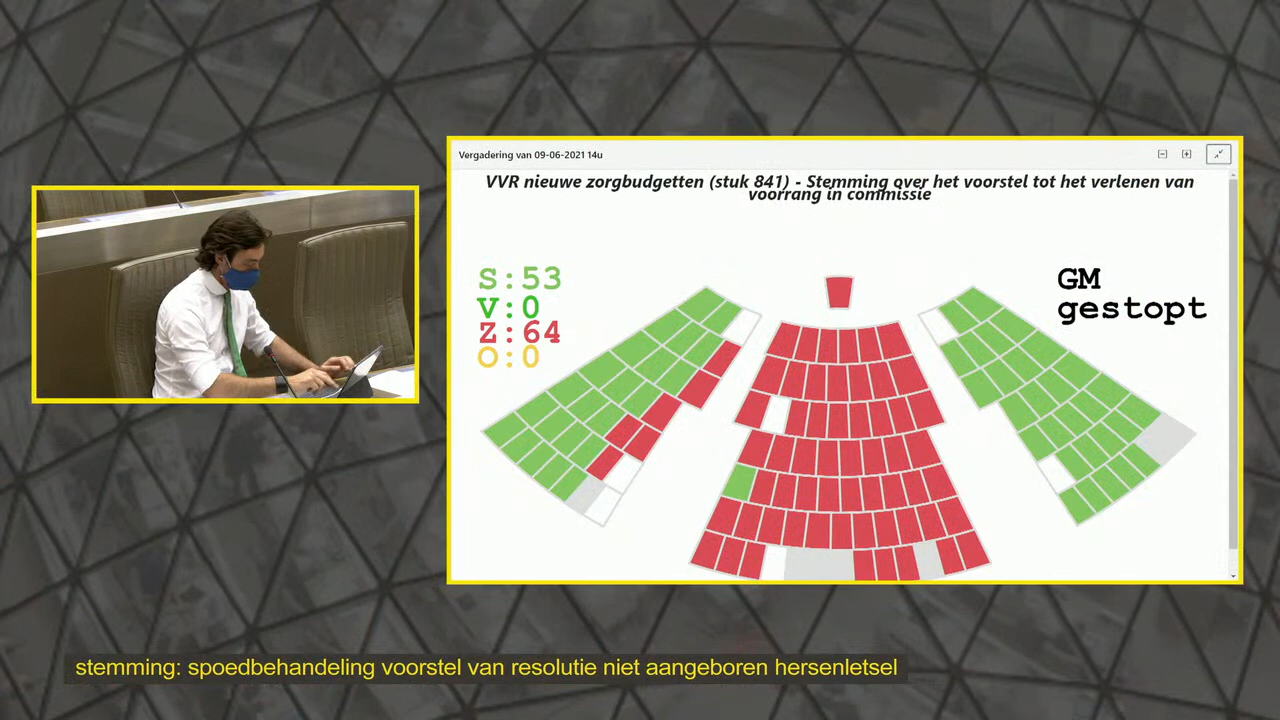 Vergadering van 09-06-2021 14u
VVR nieuwe zorgbudgetten (stuk 841) - Stemming over het voorstel tot het verlenen van
voorrang in commissie
S:53
V:0
Z:64
O:0
GM
gestopt
stemming: spoedbehandeling voorstel van resolutie niet aangeboren hersenletsel